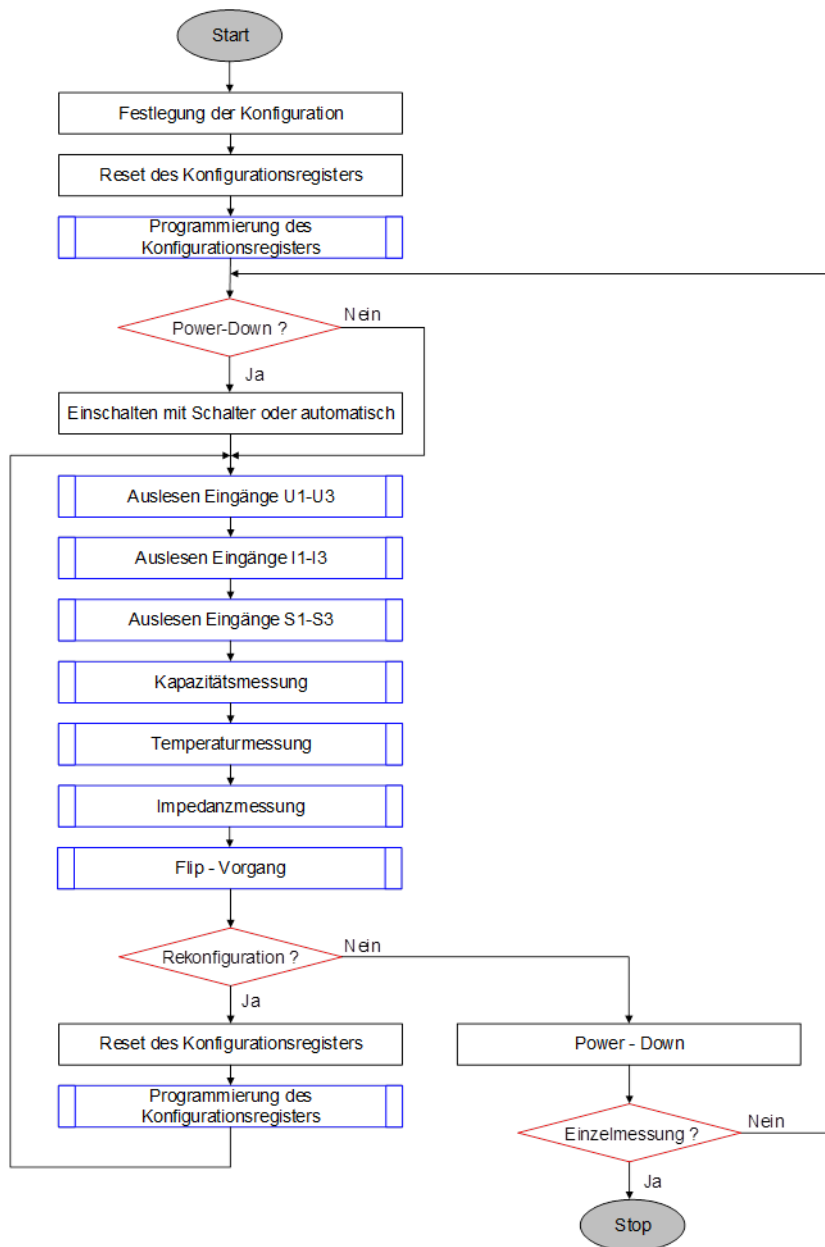 Start
Festlegung der Konfiguration
Reset des Konfigurationsregisters
Programmierung des
Konfigurationsregisters
Power-Down ?
Nein
Ja
Einschalten mit Schalter oder automatisch
Auslesen Eingänge U1-U3
Auslesen Eingänge I1-I3
Auslesen Eingänge S1-S3
Kapazitätsmessung
Temperaturmessung
Impedanzmessung
Flip - Vorgang
Rekonfiguration ?
Nein
Ja
Reset des Konfigurationsregisters
Programmierung des
Konfigurationsregisters
Power - Down
Einzelmessung ?
Nein
Ja
Stop